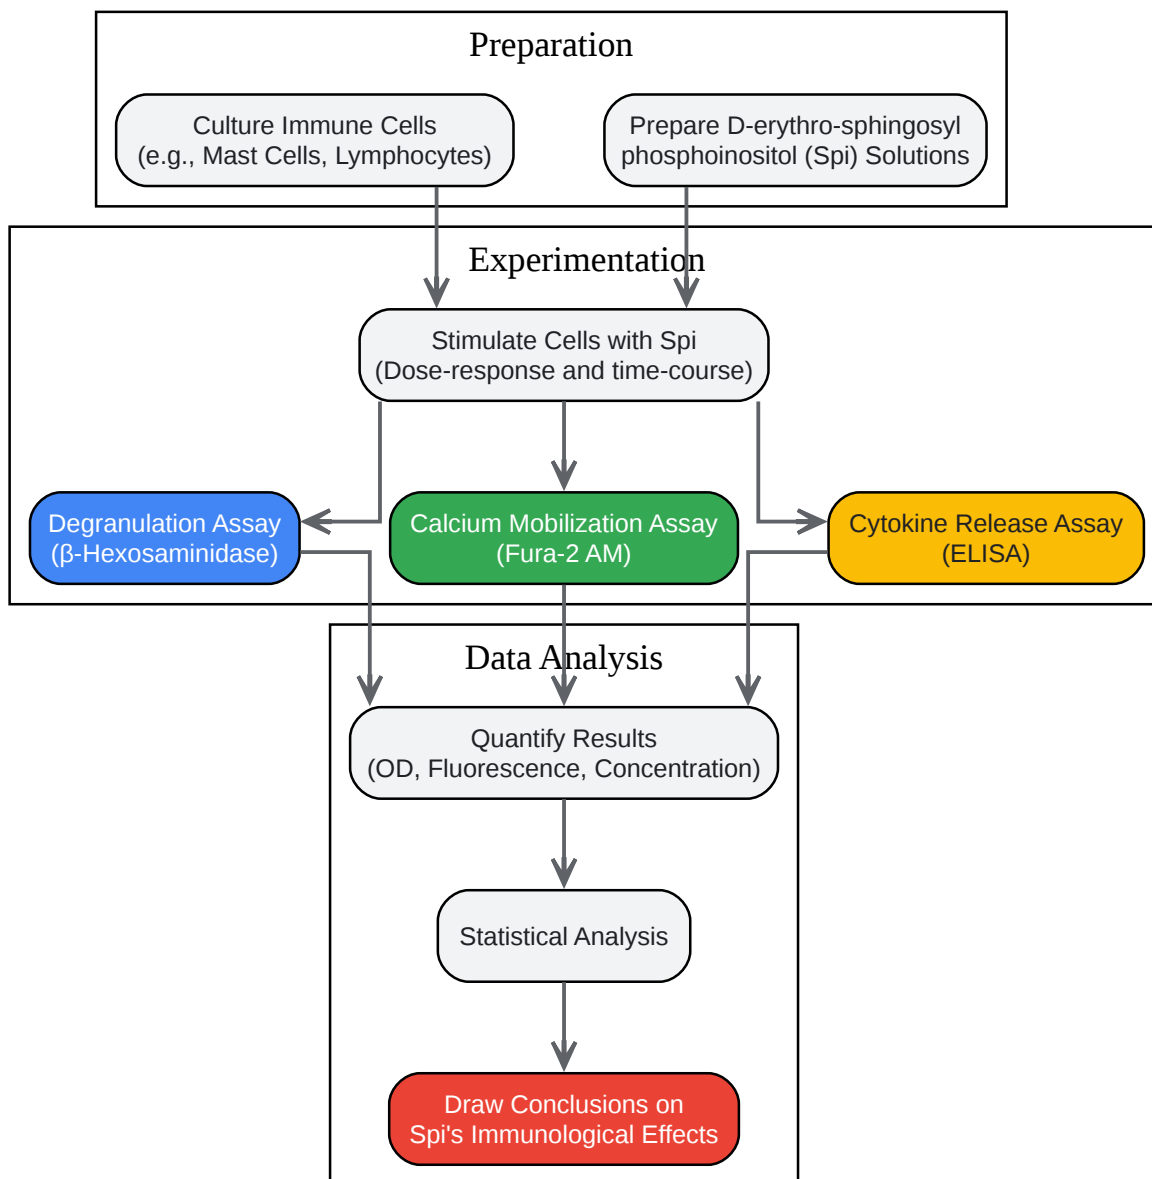 Preparation
Culture Immune Cells
(e.g., Mast Cells, Lymphocytes)
Prepare D-erythro-sphingosyl
phosphoinositol (Spi) Solutions
Experimentation
Stimulate Cells with Spi
(Dose-response and time-course)
Degranulation Assay
(β-Hexosaminidase)
Calcium Mobilization Assay
(Fura-2 AM)
Cytokine Release Assay
(ELISA)
Data Analysis
Quantify Results
(OD, Fluorescence, Concentration)
Statistical Analysis
Draw Conclusions on
Spi's Immunological Effects